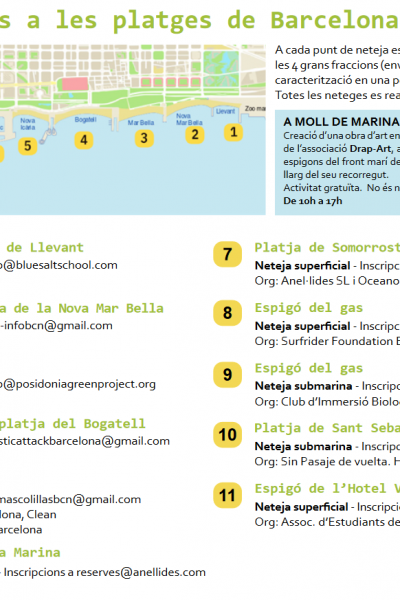 s a les platges de Barcelona
A cada punt de neteja es
les 4 grans fraccions (env
caracterització en una p
Totes les neteges es rea
Nova Icària
Bogatell
Mar Bella
Nova Mar Bella
Llevant
Zoo mar
5
4
3
2
1
A MOLL DE MARINA
Creació d'una obra d'art en
de l'associació Drap-Art, a
espigons del front marí de
llarg del seu recorregut.
Activitat gratuïta. No és n
De 10h a 17h
de Llevant
o@bluesaltschool.com
a de la Nova Mar Bella
-infobcn@gmail.com
o@posidoniagreenproject.org
platja del Bogatell
sticattackbarcelona@gmail.com
mascolillasbcn@gmail.com
lona, Clean
arcelona
a Marina
- Inscripcions a reserves@anellides.com
7 Platja de Somorrost
Neteja superficial - Inscripc
Org: Anel·lides SL i Oceano
8 Espigó del gas
Neteja superficial - Inscripc
Org: Surfrider Foundation E
9 Espigó del gas
Neteja submarina - Inscripc
Org: Club d'Immersió Biolo
10 Platja de Sant Seba
Neteja submarina - Inscripc
Org: Sin Pasaje de vuelta. H
11 Espigó de l'Hotel V
Neteja superficial - Inscripció
Org: Assoc. d'Estudiants de